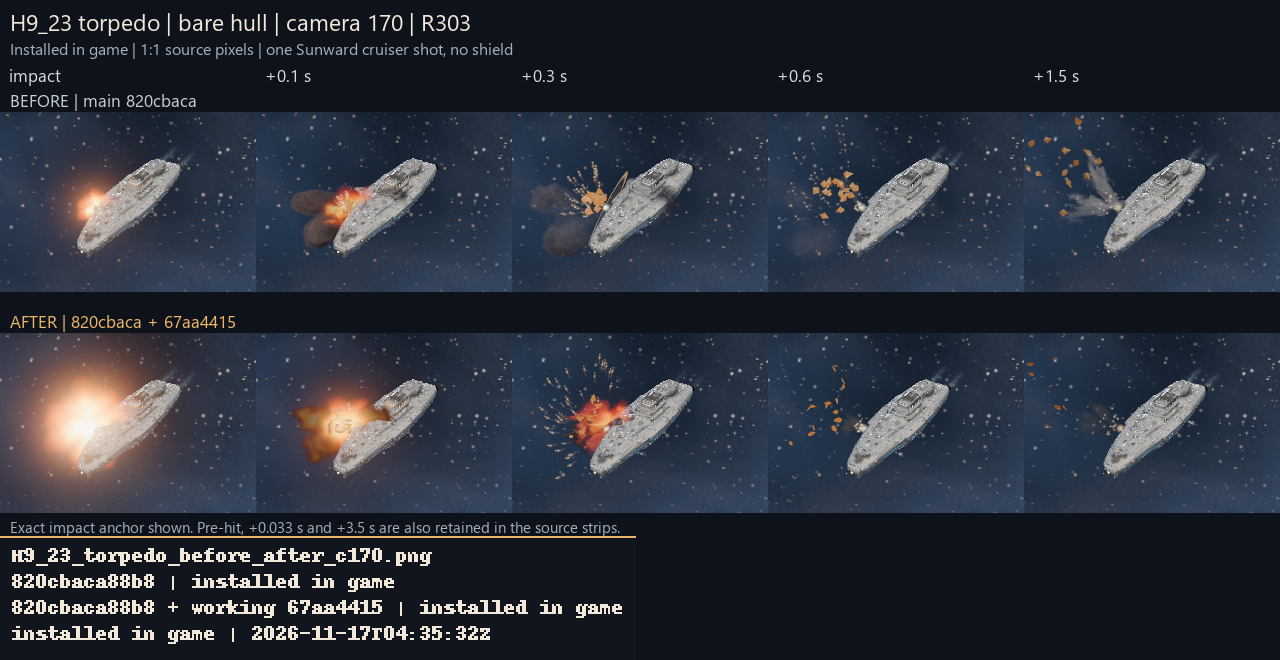 H9_23 torpedo | bare hull | camera 170 | R303
Installed in game | 1:1 source pixels | one Sunward cruiser shot, no shield
impact +0.1 s +0.3 s +0.6 s +1.5 s
BEFORE | main 820cbaca
AFTER | 820cbaca + 67aa4415
Exact impact anchor shown. Pre-hit, +0.033 s and +3.5 s are also retained in the source strips.
H9_23_torpedo_before_after_c170.png
820cbaca88b8 | installed in game
820cbaca88b8 + working 67aa4415 | installed in game
installed in game | 2026-11-17T04:35:32Z